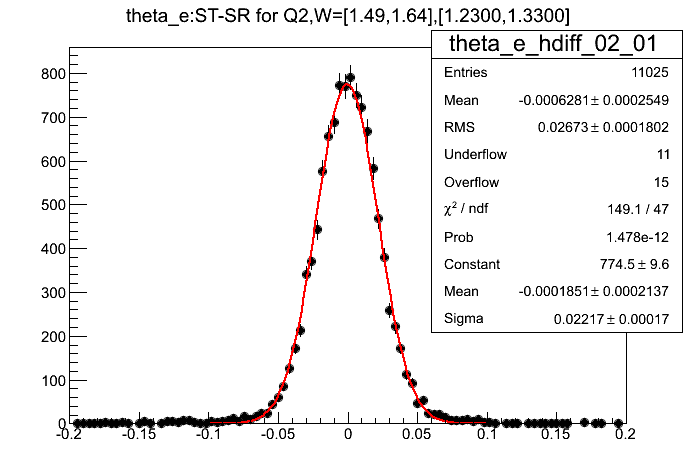 theta_e:ST-SR for Q2,W=[1.49,1.64],[1.2300,1.3300]
theta_e_hdiff_02_01
Entries 11025
Mean -0.0006281± 0.0002549
RMS 0.02673± 0.0001802
Underflow 11
Overflow 15
χ² / ndf 149.1 / 47
Prob 1.478e-12
Constant 774.5± 9.6
Mean -0.0001851± 0.0002137
Sigma 0.02217± 0.00017
800
700
600
500
400
300
200
100
0
-0.2 -0.15 -0.1 -0.05 0 0.05 0.1 0.15 0.2